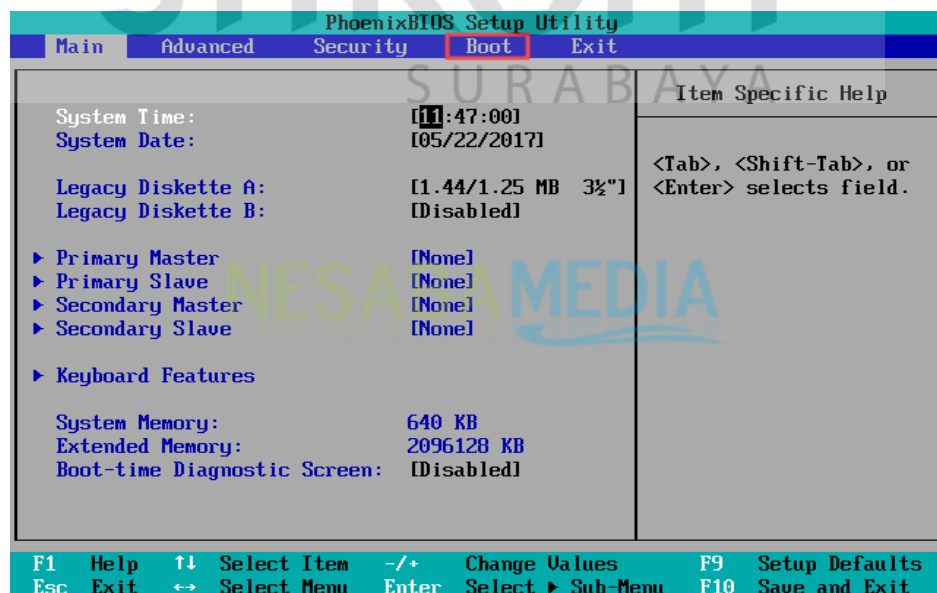 PhoenixBIOS Setup Utility
Main Advanced Security Boot Exit
SURABAYA
Item Specific Help
System Time: [11:47:00]
System Date: [05/22/2017]
<Tab>, <Shift-Tab>, or
<Enter> selects field.
Legacy Diskette A: [1.44/1.25 MB 3½"]
Legacy Diskette B: [Disabled]
▶ Primary Master [None]
▶ Primary Slave [None]
▶ Secondary Master [None]
▶ Secondary Slave [None]
NESABAMEDIA
▶ Keyboard Features
System Memory: 640 KB
Extended Memory: 2096128 KB
Boot-time Diagnostic Screen: [Disabled]
F1 Help ↑↓ Select Item -/+ Change Values F9 Setup Defaults
Esc Exit ↔ Select Menu Enter Select ▶ Sub-Menu F10 Save and Exit